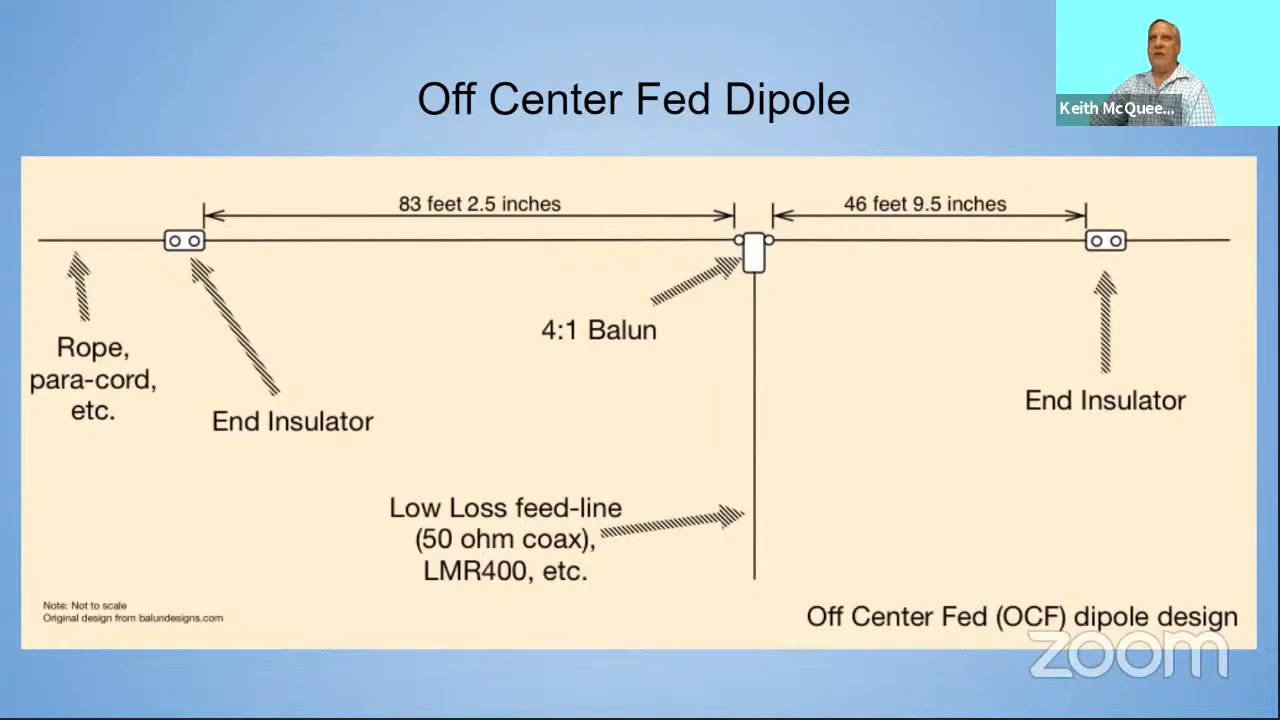 Off Center Fed Dipole
Keith McQuee...
83 feet 2.5 inches
46 feet 9.5 inches
4:1 Balun
Rope,
para-cord,
etc.
End Insulator
End Insulator
Low Loss feed-line
(50 ohm coax),
LMR400, etc.
Note: Not to scale
Original design from balundesigns.com
Off Center Fed (OCF) dipole design
zoom